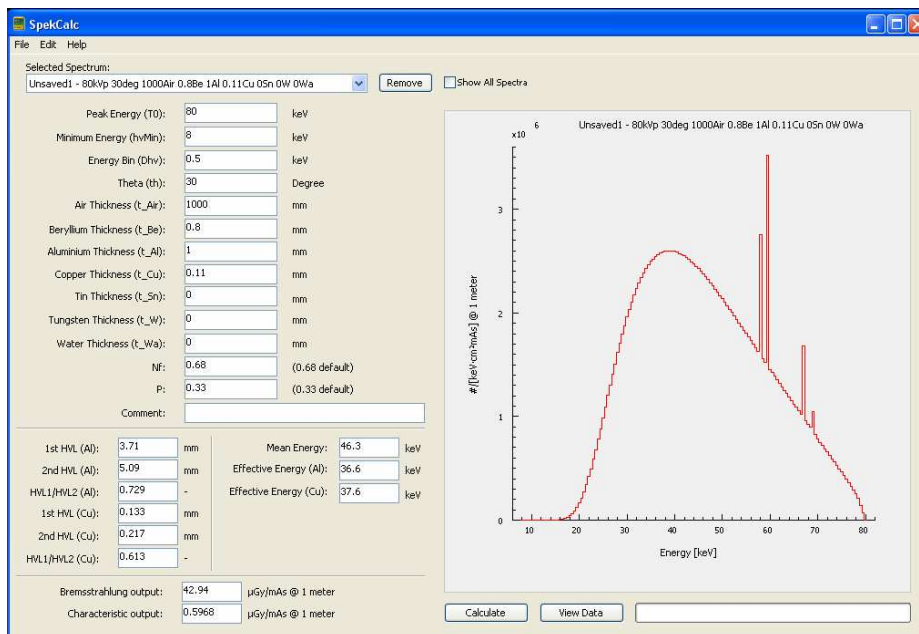 SpekCalc
File Edit Help
Selected Spectrum:
Unsaved1 - 80kVp 30deg 1000Air 0.8Be 1Al 0.11Cu 0Sn 0W 0Wa
Remove
Show All Spectra
Peak Energy (T0): 80 keV
Minimum Energy (hvMin): 8 keV
Energy Bin (Dhv): 0.5 keV
Theta (th): 30 Degree
Air Thickness (t_Air): 1000 mm
Beryllium Thickness (t_Be): 0.8 mm
Aluminium Thickness (t_Al): 1 mm
Copper Thickness (t_Cu): 0.11 mm
Tin Thickness (t_Sn): 0 mm
Tungsten Thickness (t_W): 0 mm
Water Thickness (t_Wa): 0 mm
Nf: 0.68 (0.68 default)
P: 0.33 (0.33 default)
Comment:
1st HVL (Al): 3.71 mm
2nd HVL (Al): 5.09 mm
HVL1/HVL2 (Al): 0.729 -
1st HVL (Cu): 0.133 mm
2nd HVL (Cu): 0.217 mm
HVL1/HVL2 (Cu): 0.613 -
Mean Energy: 46.3 keV
Effective Energy (Al): 36.6 keV
Effective Energy (Cu): 37.6 keV
Bremsstrahlung output: 42.94 µGy/mAs @ 1 meter
Characteristic output: 0.5968 µGy/mAs @ 1 meter
x10 6
Unsaved1 - 80kVp 30deg 1000Air 0.8Be 1Al 0.11Cu 0Sn 0W 0Wa
#/[keV·cm²·mAs] @ 1 meter
3
2
1
0
10 20 30 40 50 60 70 80
Energy [keV]
Calculate
View Data